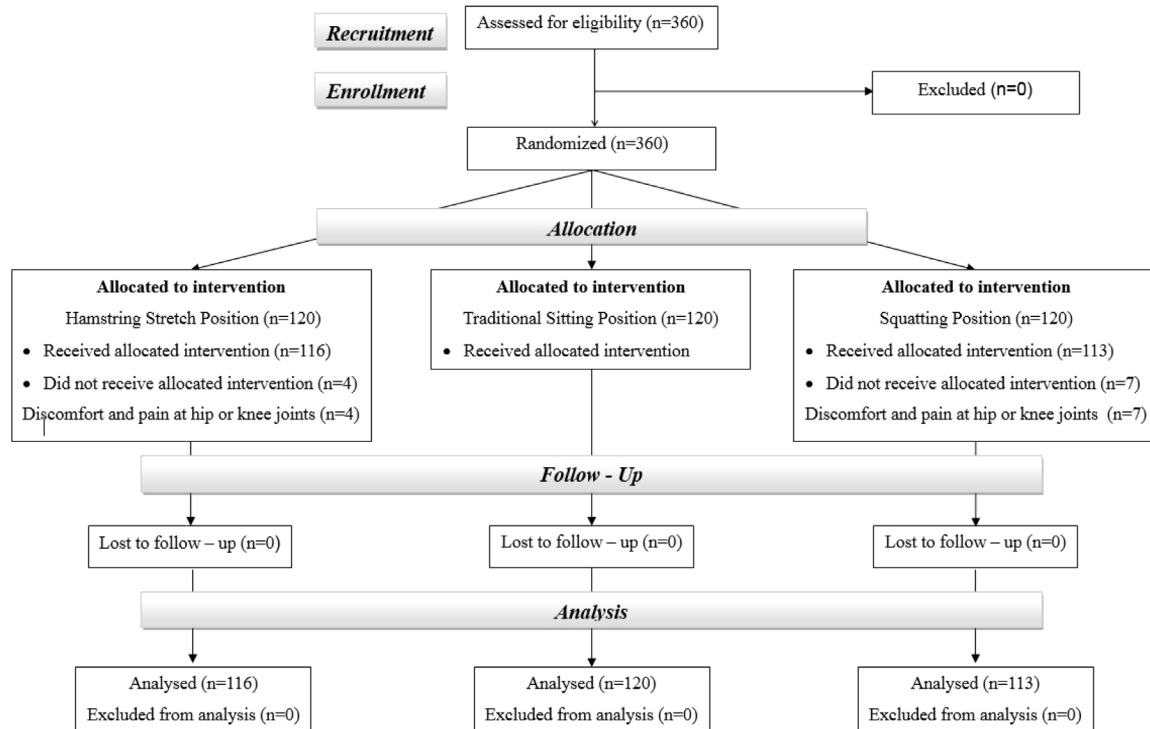 Recruitment
Assessed for eligibility (n=360)
Enrollment
Excluded (n=0)
Randomized (n=360)
Allocation
Allocated to intervention
Hamstring Stretch Position (n=120)
• Received allocated intervention (n=116)
• Did not receive allocated intervention (n=4)
Discomfort and pain at hip or knee joints (n=4)
Allocated to intervention
Traditional Sitting Position (n=120)
• Received allocated intervention
Allocated to intervention
Squatting Position (n=120)
• Received allocated intervention (n=113)
• Did not receive allocated intervention (n=7)
Discomfort and pain at hip or knee joints (n=7)
Follow - Up
Lost to follow – up (n=0)
Lost to follow – up (n=0)
Lost to follow – up (n=0)
Analysis
Analysed (n=116)
Excluded from analysis (n=0)
Analysed (n=120)
Excluded from analysis (n=0)
Analysed (n=113)
Excluded from analysis (n=0)